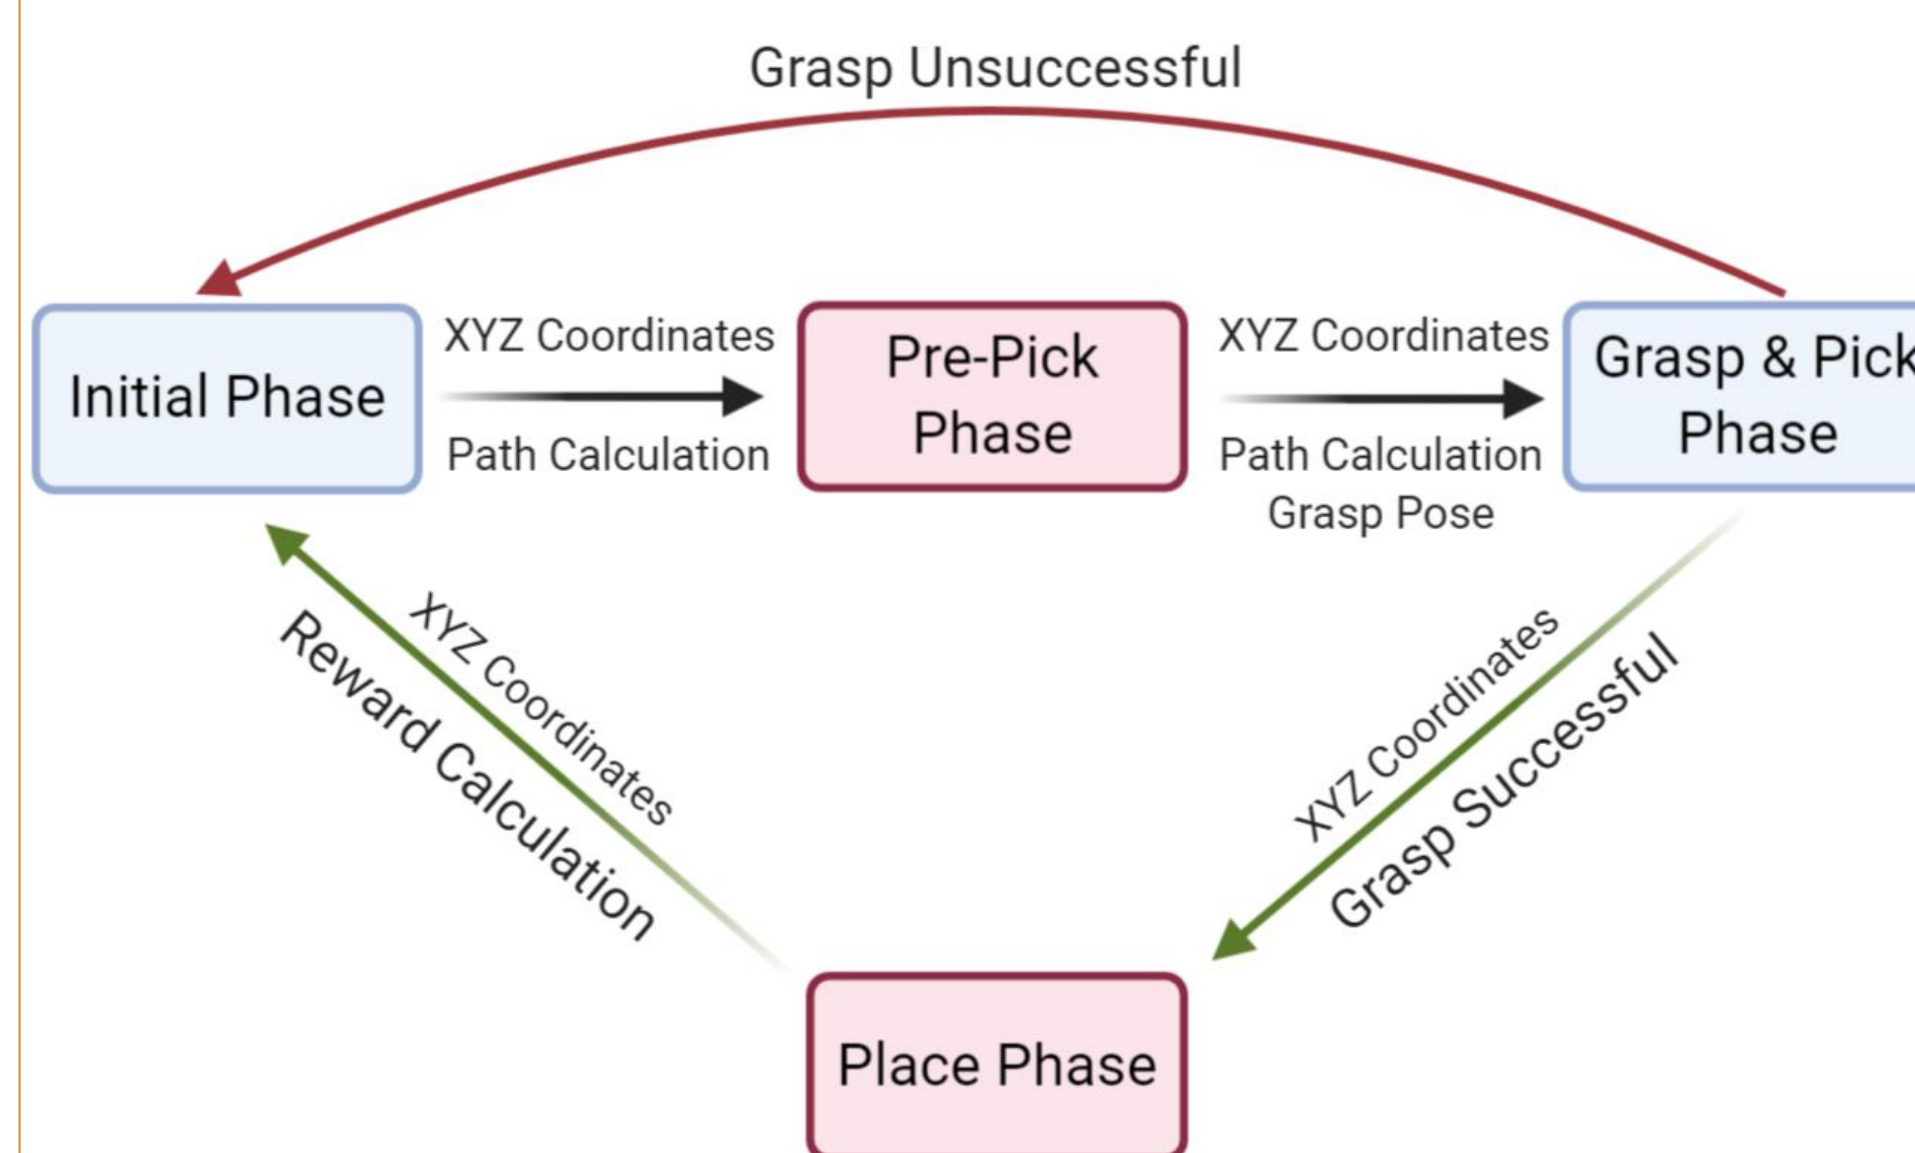 Grasp Unsuccessful
Initial Phase
XYZ Coordinates
Path Calculation
Pre-Pick
Phase
XYZ Coordinates
Path Calculation
Grasp Pose
Grasp & Pick
Phase
XYZ Coordinates
Reward Calculation
XYZ Coordinates
Grasp Successful
Place Phase